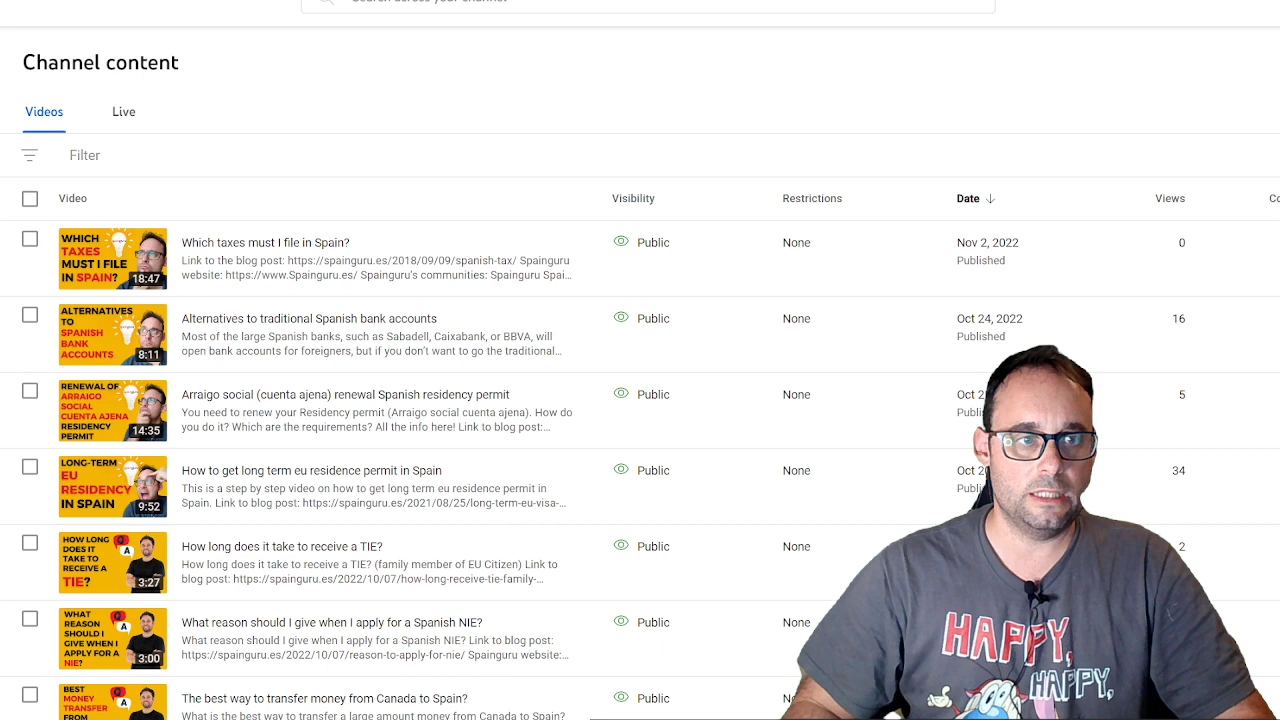 Search across your channel
Channel content
Videos Live
Filter
Video Visibility Restrictions Date Views
WHICH
TAXES
MUST I FILE
IN SPAIN?
18:47
Which taxes must I file in Spain?
Link to the blog post: https://spainguru.es/2018/09/09/spanish-tax/ Spainguru
website: https://www.Spainguru.es/ Spainguru's communities: Spainguru Spai...
Public
None
Nov 2, 2022
Published
0
ALTERNATIVES
TO
SPANISH
BANK
ACCOUNTS
8:11
Alternatives to traditional Spanish bank accounts
Most of the large Spanish banks, such as Sabadell, Caixabank, or BBVA, will
open bank accounts for foreigners, but if you don't want to go the traditional...
Public
None
Oct 24, 2022
Published
16
RENEWAL OF
ARRAIGO
SOCIAL
CUENTA AJENA
RESIDENCY
PERMIT
14:35
Arraigo social (cuenta ajena) renewal Spanish residency permit
You need to renew your Residency permit (Arraigo social cuenta ajena). How do
you do it? Which are the requirements? All the info here! Link to blog post:...
Public
None
Oct 2
Publi
5
LONG-TERM
EU
RESIDENCY
IN SPAIN
9:52
How to get long term eu residence permit in Spain
This is a step by step video on how to get long term eu residence permit in
Spain. Link to blog post: https://spainguru.es/2021/08/25/long-term-eu-visa-...
Public
None
Oct 20
Publi
34
HOW LONG
DOES IT
TAKE TO
RECEIVE A
TIE?
Q
A
3:27
How long does it take to receive a TIE?
How long does it take to receive a TIE? (family member of EU Citizen) Link to
blog post: https://spainguru.es/2022/10/07/how-long-receive-tie-family-...
Public
None
2
WHAT
REASON
SHOULD I
GIVE WHEN I
APPLY FOR A
NIE?
Q
A
3:00
What reason should I give when I apply for a Spanish NIE?
What reason should I give when I apply for a Spanish NIE? Link to blog post:
https://spainguru.es/2022/10/07/reason-to-apply-for-nie/ Spainguru website:...
Public
None
BEST
MONEY
TRANSFER
FROM
Q
A
The best way to transfer money from Canada to Spain?
What is the best way to transfer a large amount money from Canada to Spain?
Public
HAPPY,
HAPPY,